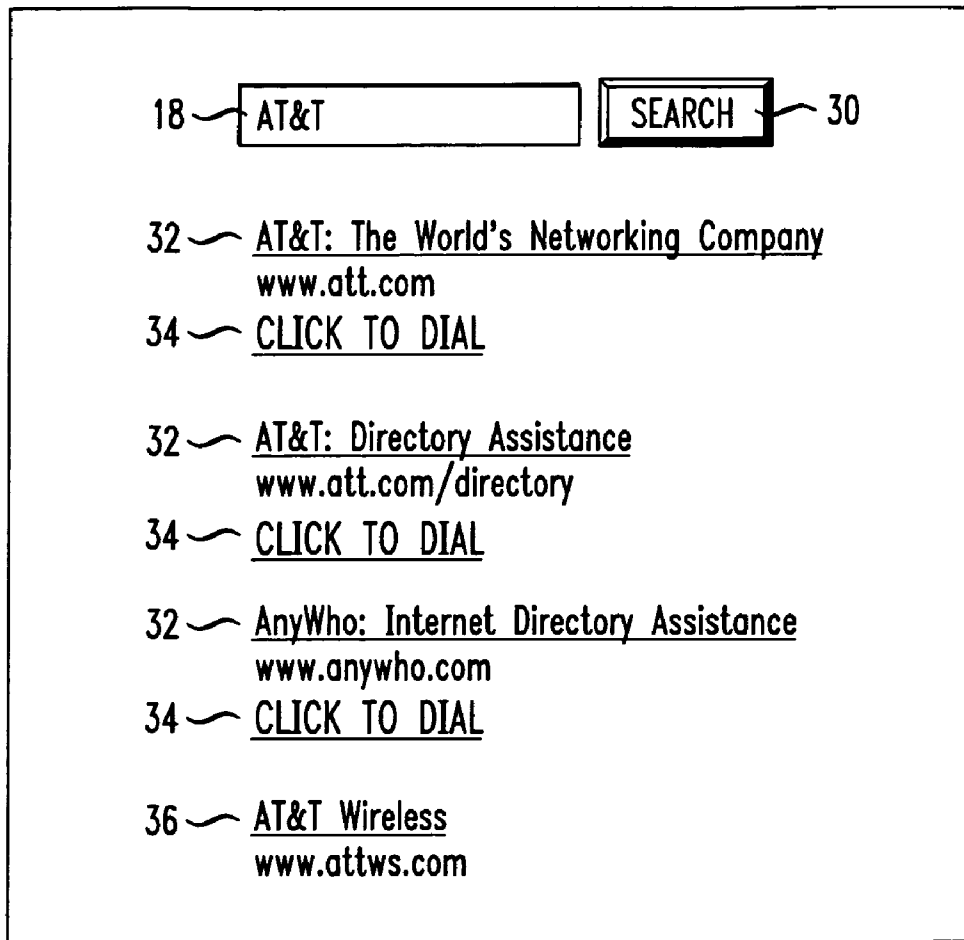 18 AT&T SEARCH 30
32 AT&T: The World's Networking Company
www.att.com
34 CLICK TO DIAL
32 AT&T: Directory Assistance
www.att.com/directory
34 CLICK TO DIAL
32 AnyWho: Internet Directory Assistance
www.anywho.com
34 CLICK TO DIAL
36 AT&T Wireless
www.attws.com